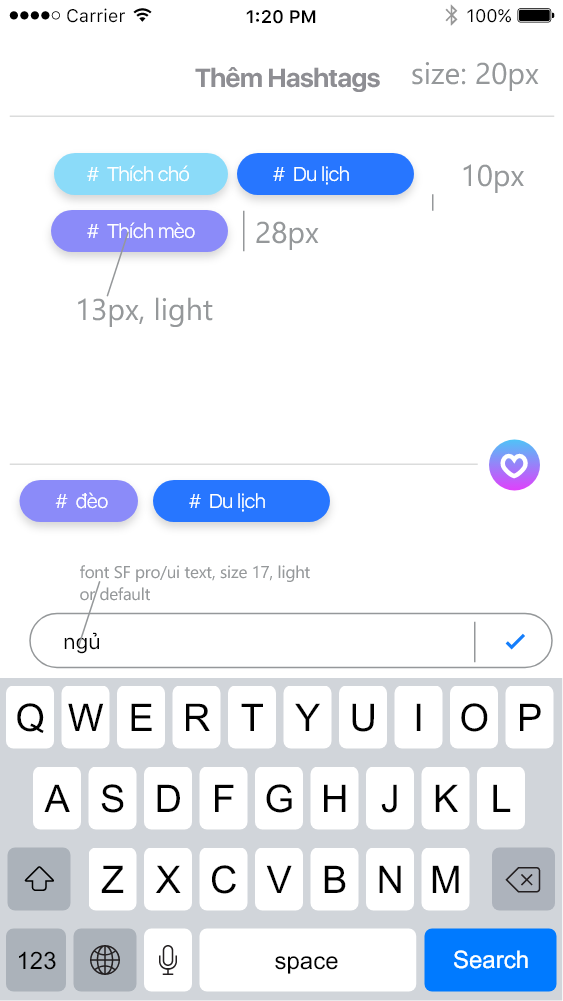 Carrier 1:20 PM 100%
Thêm Hashtags size: 20px
# Thích chó # Du lịch 10px
# Thích mèo 28px
13px, light
# đèo # Du lịch
font SF pro/ui text, size 17, light
or default
ngủ
Q W E R T Y U I O P
A S D F G H J K L
Z X C V B N M
123 space Search